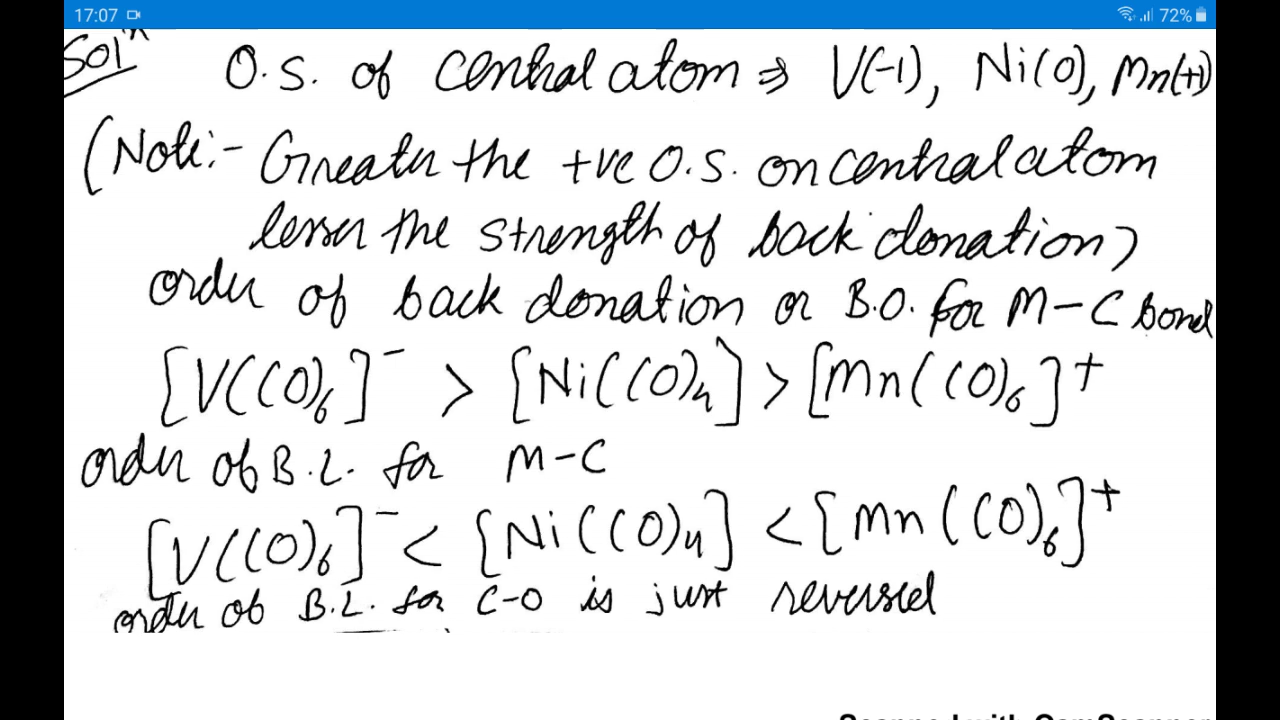 17:07 72%
Solⁿ O.S. of central atom ⇒ V(-1), Ni(0), Mn(+1)
(Note:- Greater the +ve O.S. on central atom
lesser the strength of back donation)
order of back donation or B.O. for M-C bond
[V(CO)₆]⁻ > [Ni(CO)₄] > [Mn(CO)₆]⁺
order of B.L. for M-C
[V(CO)₆]⁻ < [Ni(CO)₄] < [Mn(CO)₆]⁺
order of B.L. for C-O is just reversed